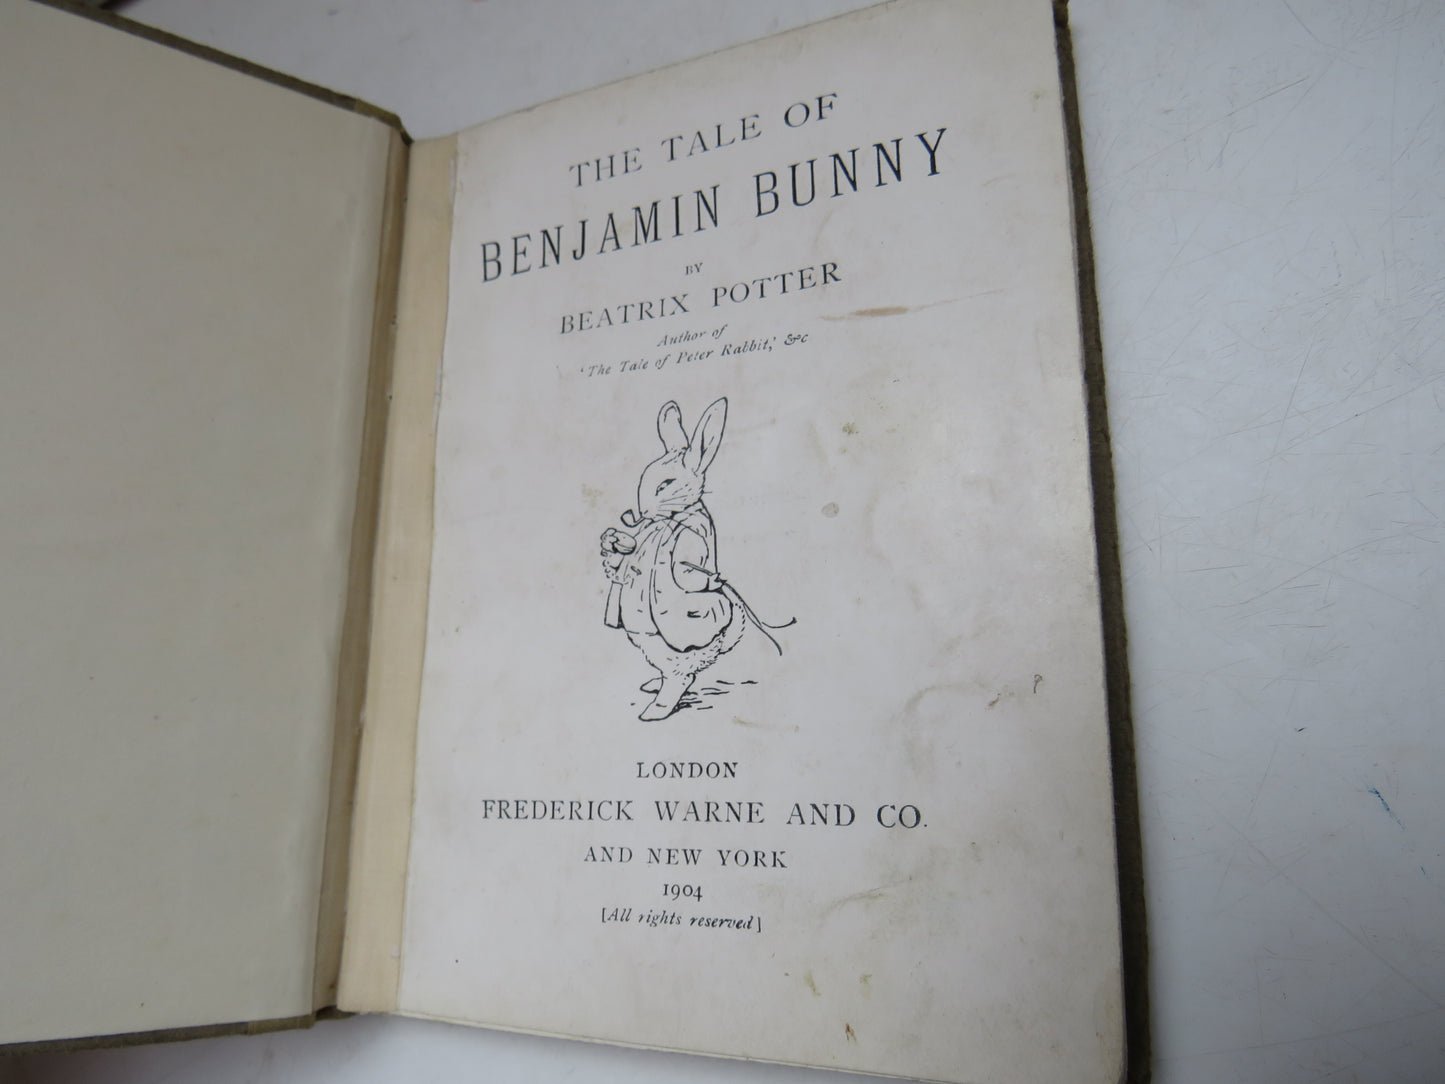 THE TALE OF
BENJAMIN BUNNY
BY
BEATRIX POTTER
Author of
'The Tale of Peter Rabbit,' &c
LONDON
FREDERICK WARNE AND CO.
AND NEW YORK
1904
[All rights reserved]